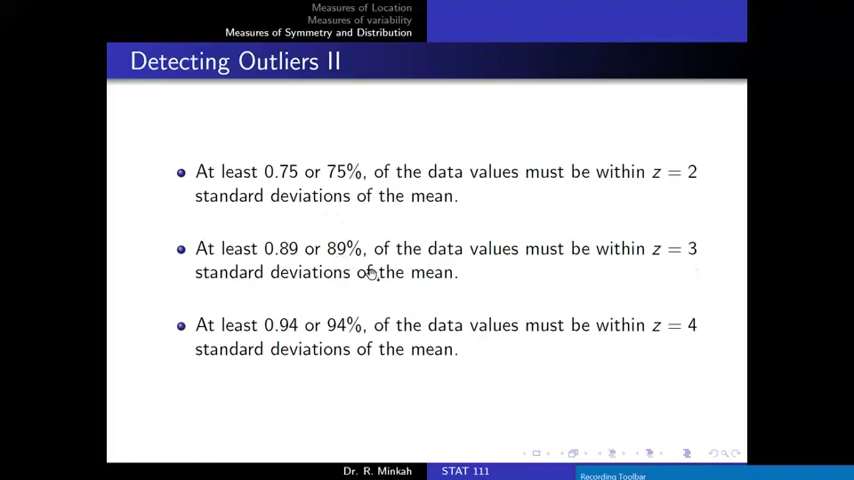 Measures of Location
Measures of variability
Measures of Symmetry and Distribution
Detecting Outliers II
At least 0.75 or 75%, of the data values must be within z = 2
standard deviations of the mean.
At least 0.89 or 89%, of the data values must be within z = 3
standard deviations of the mean.
At least 0.94 or 94%, of the data values must be within z = 4
standard deviations of the mean.
Dr. R. Minkah
STAT 111
Recording Toolbar